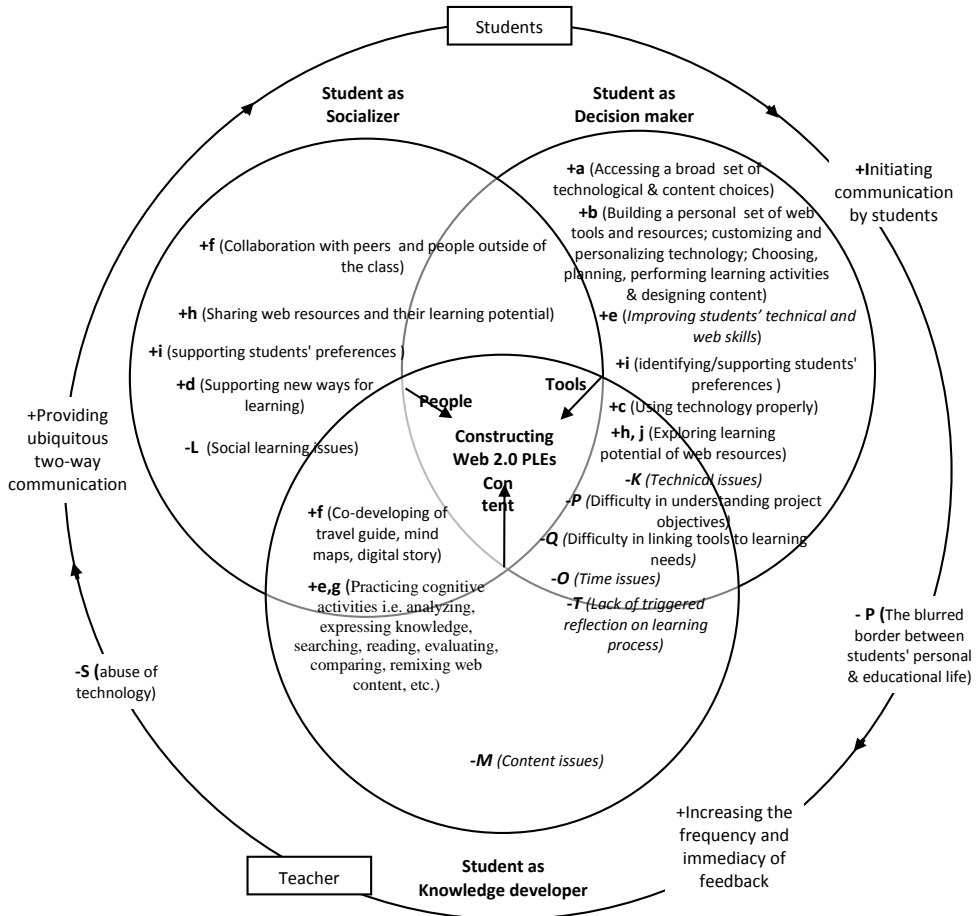 Students
Student as
Socializer
Student as
Decision maker
+a (Accessing a broad set of
technological & content choices)
+b (Building a personal set of web
tools and resources; customizing and
personalizing technology; Choosing,
planning, performing learning activities
& designing content)
+e (Improving students’ technical and
web skills)
+i (identifying/supporting students'
preferences )
+c (Using technology properly)
+h, j (Exploring learning
potential of web resources)
-K (Technical issues)
-P (Difficulty in understanding project
objectives)
-Q (Difficulty in linking tools to learning
needs)
-O (Time issues)
-T (Lack of triggered
reflection on learning
process)
+Initiating
communication
by students
+f (Collaboration with peers and people outside of
the class)
+h (Sharing web resources and their learning potential)
+i (supporting students' preferences )
+d (Supporting new ways for
learning)
-L (Social learning issues)
People
Tools
Constructing
Web 2.0 PLEs
Con
tent
+f (Co-developing of
travel guide, mind
maps, digital story)
+e,g (Practicing cognitive
activities i.e. analyzing,
expressing knowledge,
searching, reading, evaluating,
comparing, remixing web
content, etc.)
-M (Content issues)
+Providing
ubiquitous
two-way
communication
-S (abuse of
technology)
- P (The blurred
border between
students' personal
& educational life)
+Increasing the
frequency and
immediacy of
feedback
Teacher
Student as
Knowledge developer